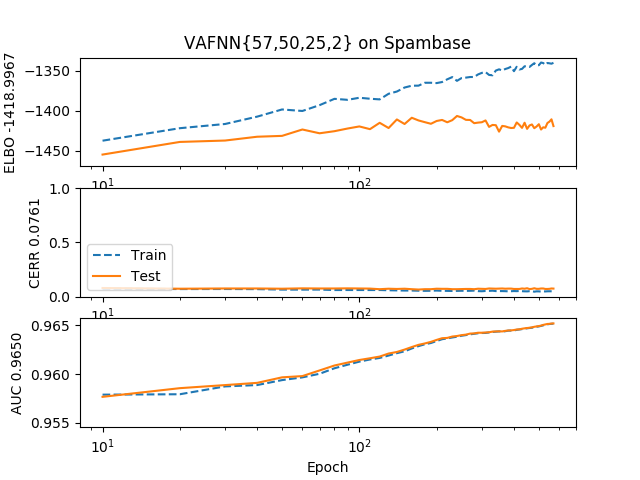 VAFNN{57,50,25,2} on Spambase
ELBO -1418.9967
−1350
−1400
−1450
10¹
10²
CERR 0.0761
1.0
0.5
0.0
Train
Test
10¹
10²
AUC 0.9650
0.965
0.960
0.955
10¹
10²
Epoch